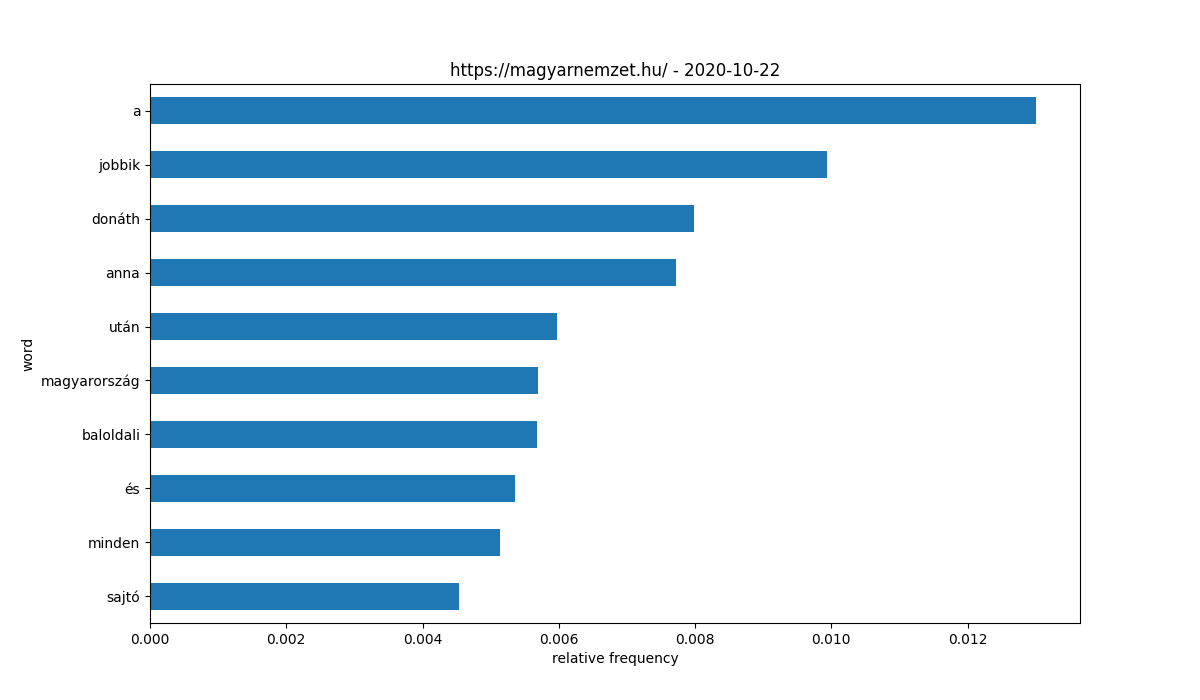 https://magyarnemzet.hu/ - 2020-10-22
a
jobbik
donáth
anna
után
magyarország
baloldali
és
minden
sajtó
word
0.000 0.002 0.004 0.006 0.008 0.010 0.012
relative frequency